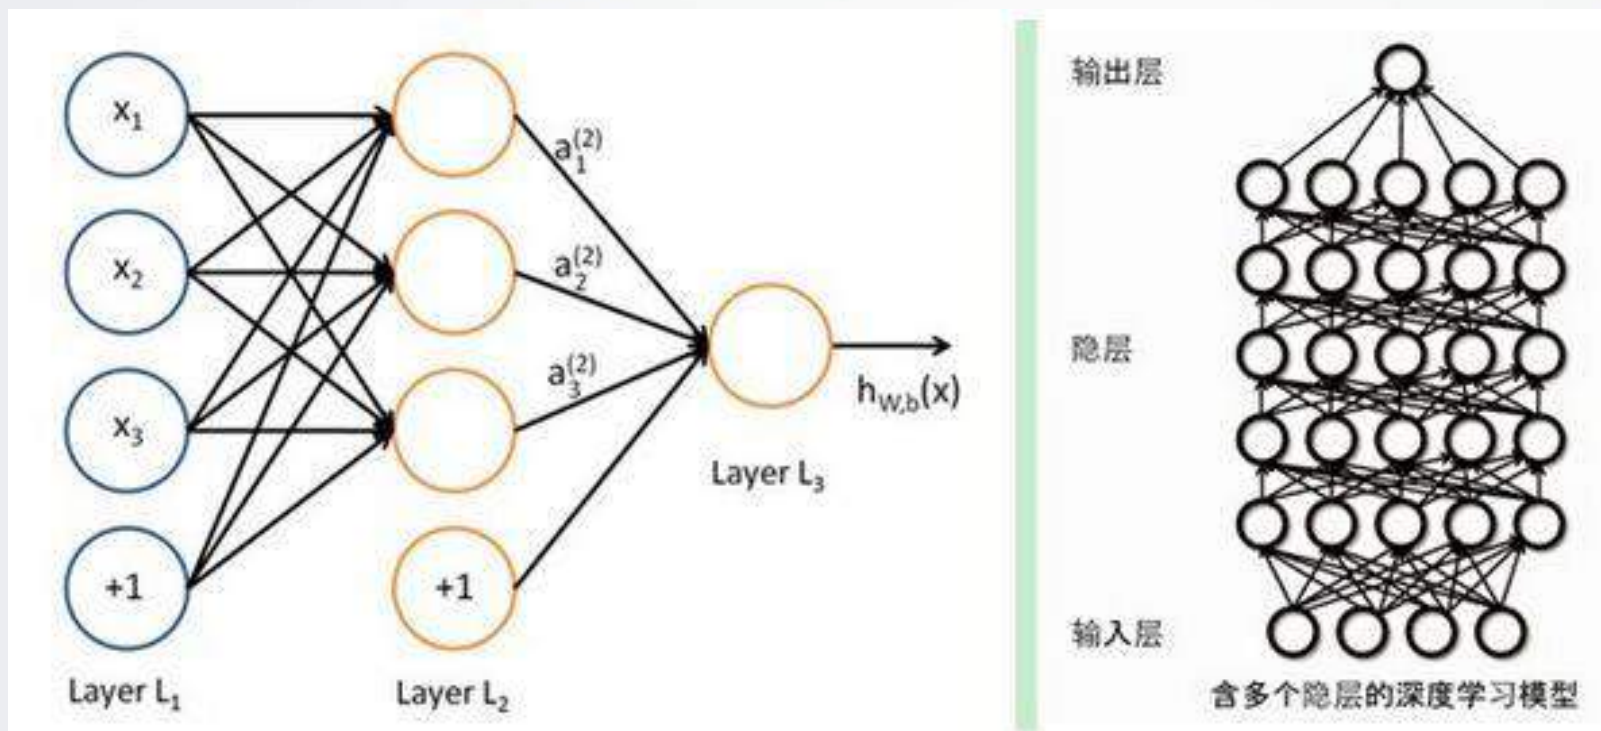 x₁
x₂
x₃
+1
Layer L₁
+1
Layer L₂
a₁⁽²⁾
a₂⁽²⁾
a₃⁽²⁾
Layer L₃
h_W,b(x)
输出层
隐层
输入层
含多个隐层的深度学习模型